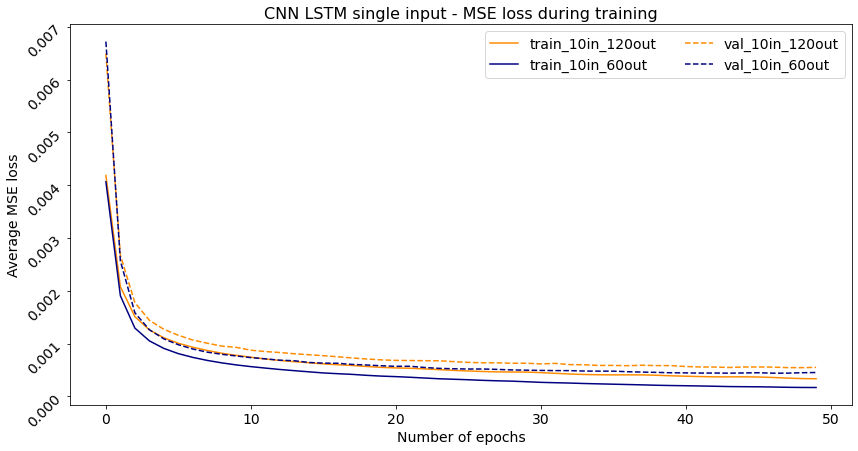 CNN LSTM single input - MSE loss during training
train_10in_120out
val_10in_120out
train_10in_60out
val_10in_60out
Average MSE loss
0.007
0.006
0.005
0.004
0.003
0.002
0.001
0.000
0
10
20
30
40
50
Number of epochs